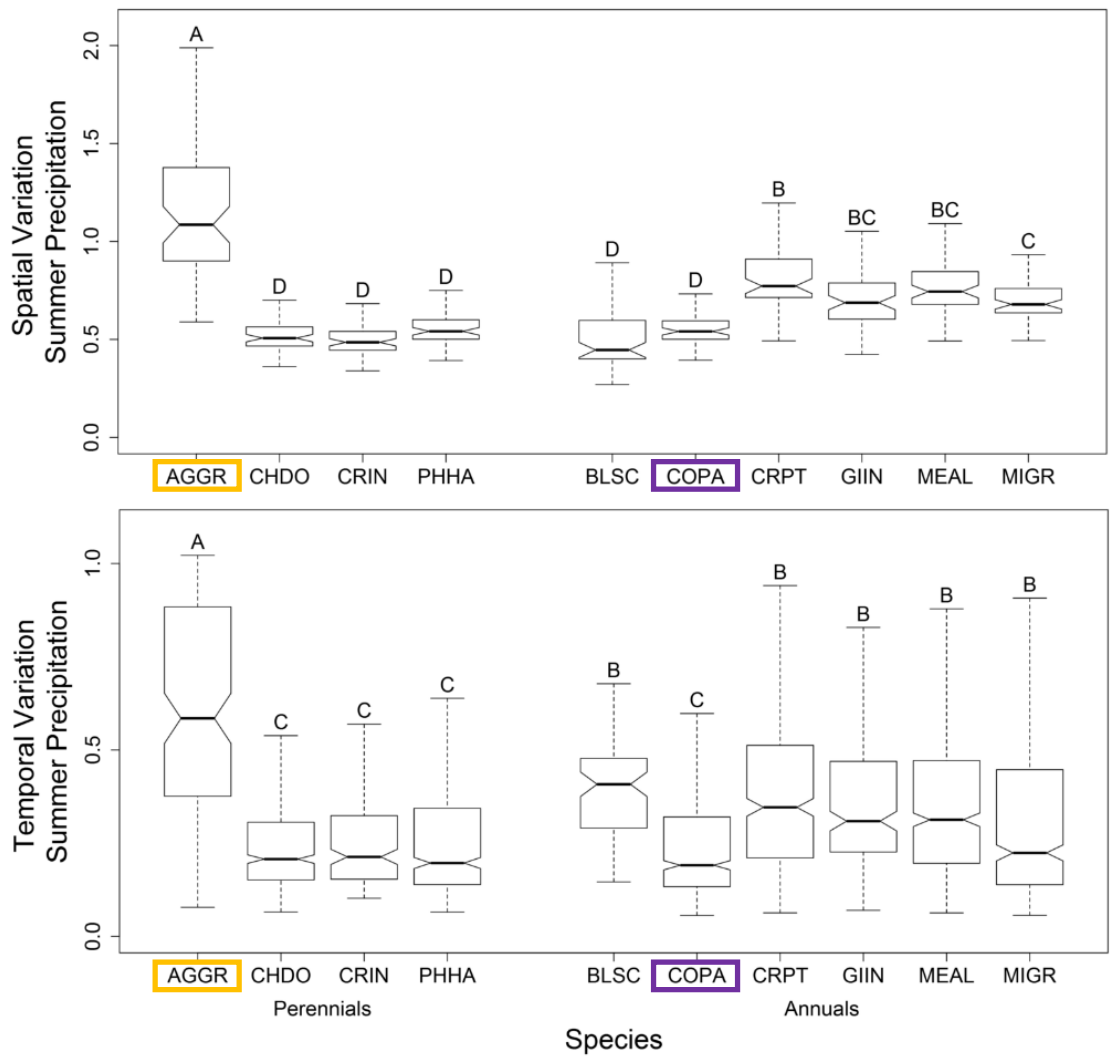 Spatial Variation
Summer Precipitation
2.0
1.5
1.0
0.5
0.0
A
D
D
D
D
D
B
BC
BC
C
AGGR CHDO CRIN PHHA BLSC COPA CRPT GIIN MEAL MIGR
Temporal Variation
Summer Precipitation
1.0
0.5
0.0
A
C
C
C
B
C
B
B
B
B
AGGR CHDO CRIN PHHA BLSC COPA CRPT GIIN MEAL MIGR
Perennials Annuals
Species